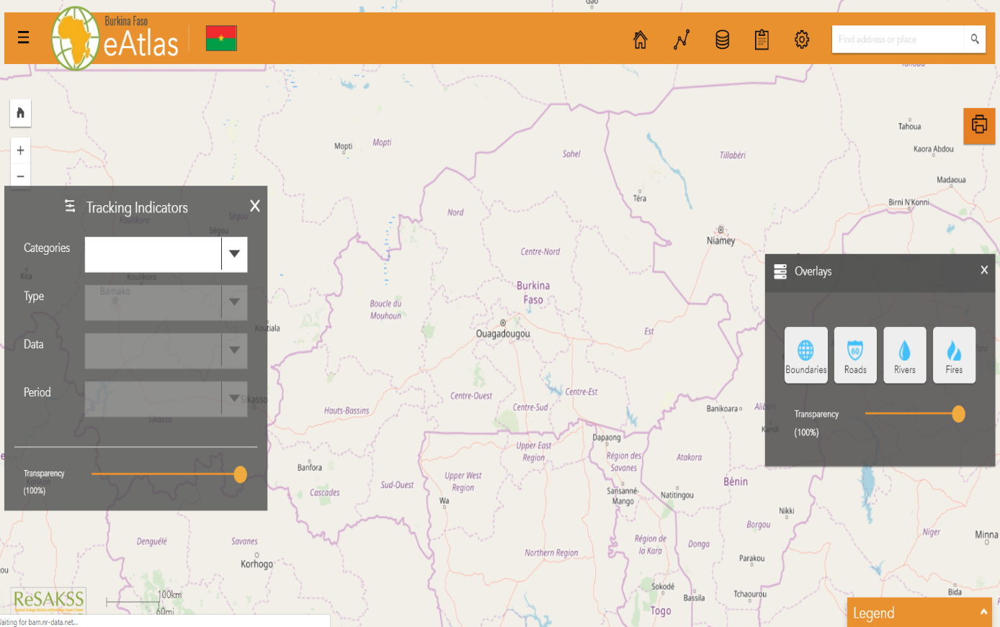 Gao
Burkina Faso
eAtlas
Find address or place
Tahoua
Tahoua
Kaora Abdou
Madaoua
Birni N'Konni
Mopti
Mopti
Sahel
Tillabéri
Téra
Nord
Niamey
Tracking Indicators
X
Koulikoro
Ségou
Ségou
Categories
Kita
Koulikoro
Type
Bamako
Koutiala
Data
Period
Sikasso
Sikasso
Transparency
(100%)
Centre-Nord
Burkina
Faso
Boucle du
Mouhoun
Ouagadougou
Est
Overlays
X
Boundaries
60
Roads
Rivers
Fires
Transparency
(100%)
Centre-Ouest
Centre-Est
Centre-Sud
Hauts-Bassins
Banikoara
Alibori
Kandi
Dapaong
Upper East
Region
Région des
Savanes
Atakora
Banfora
Upper West
Region
Sud-Ouest
Cascades
Wa
Sansanné-
Mango
Natitingou
Bénin
Nikki
Borgou
Niger
Minna
Denguélé
Savanes
Korhogo
Northern Region
Région de
la Kara
Donga
Parakou
ou
Sokodé
Bassila
Tchaourou
Bida
Togo
ReSAKSS
100km
60mi
Waiting for bam.nr-data.net...
Legend